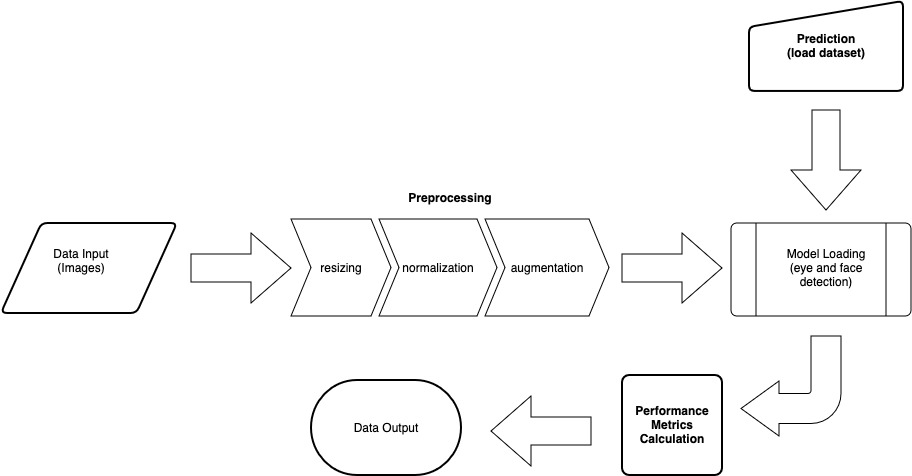 Prediction
(load dataset)
Preprocessing
Data Input
(Images)
resizing
normalization
augmentation
Model Loading
(eye and face
detection)
Performance
Metrics
Calculation
Data Output